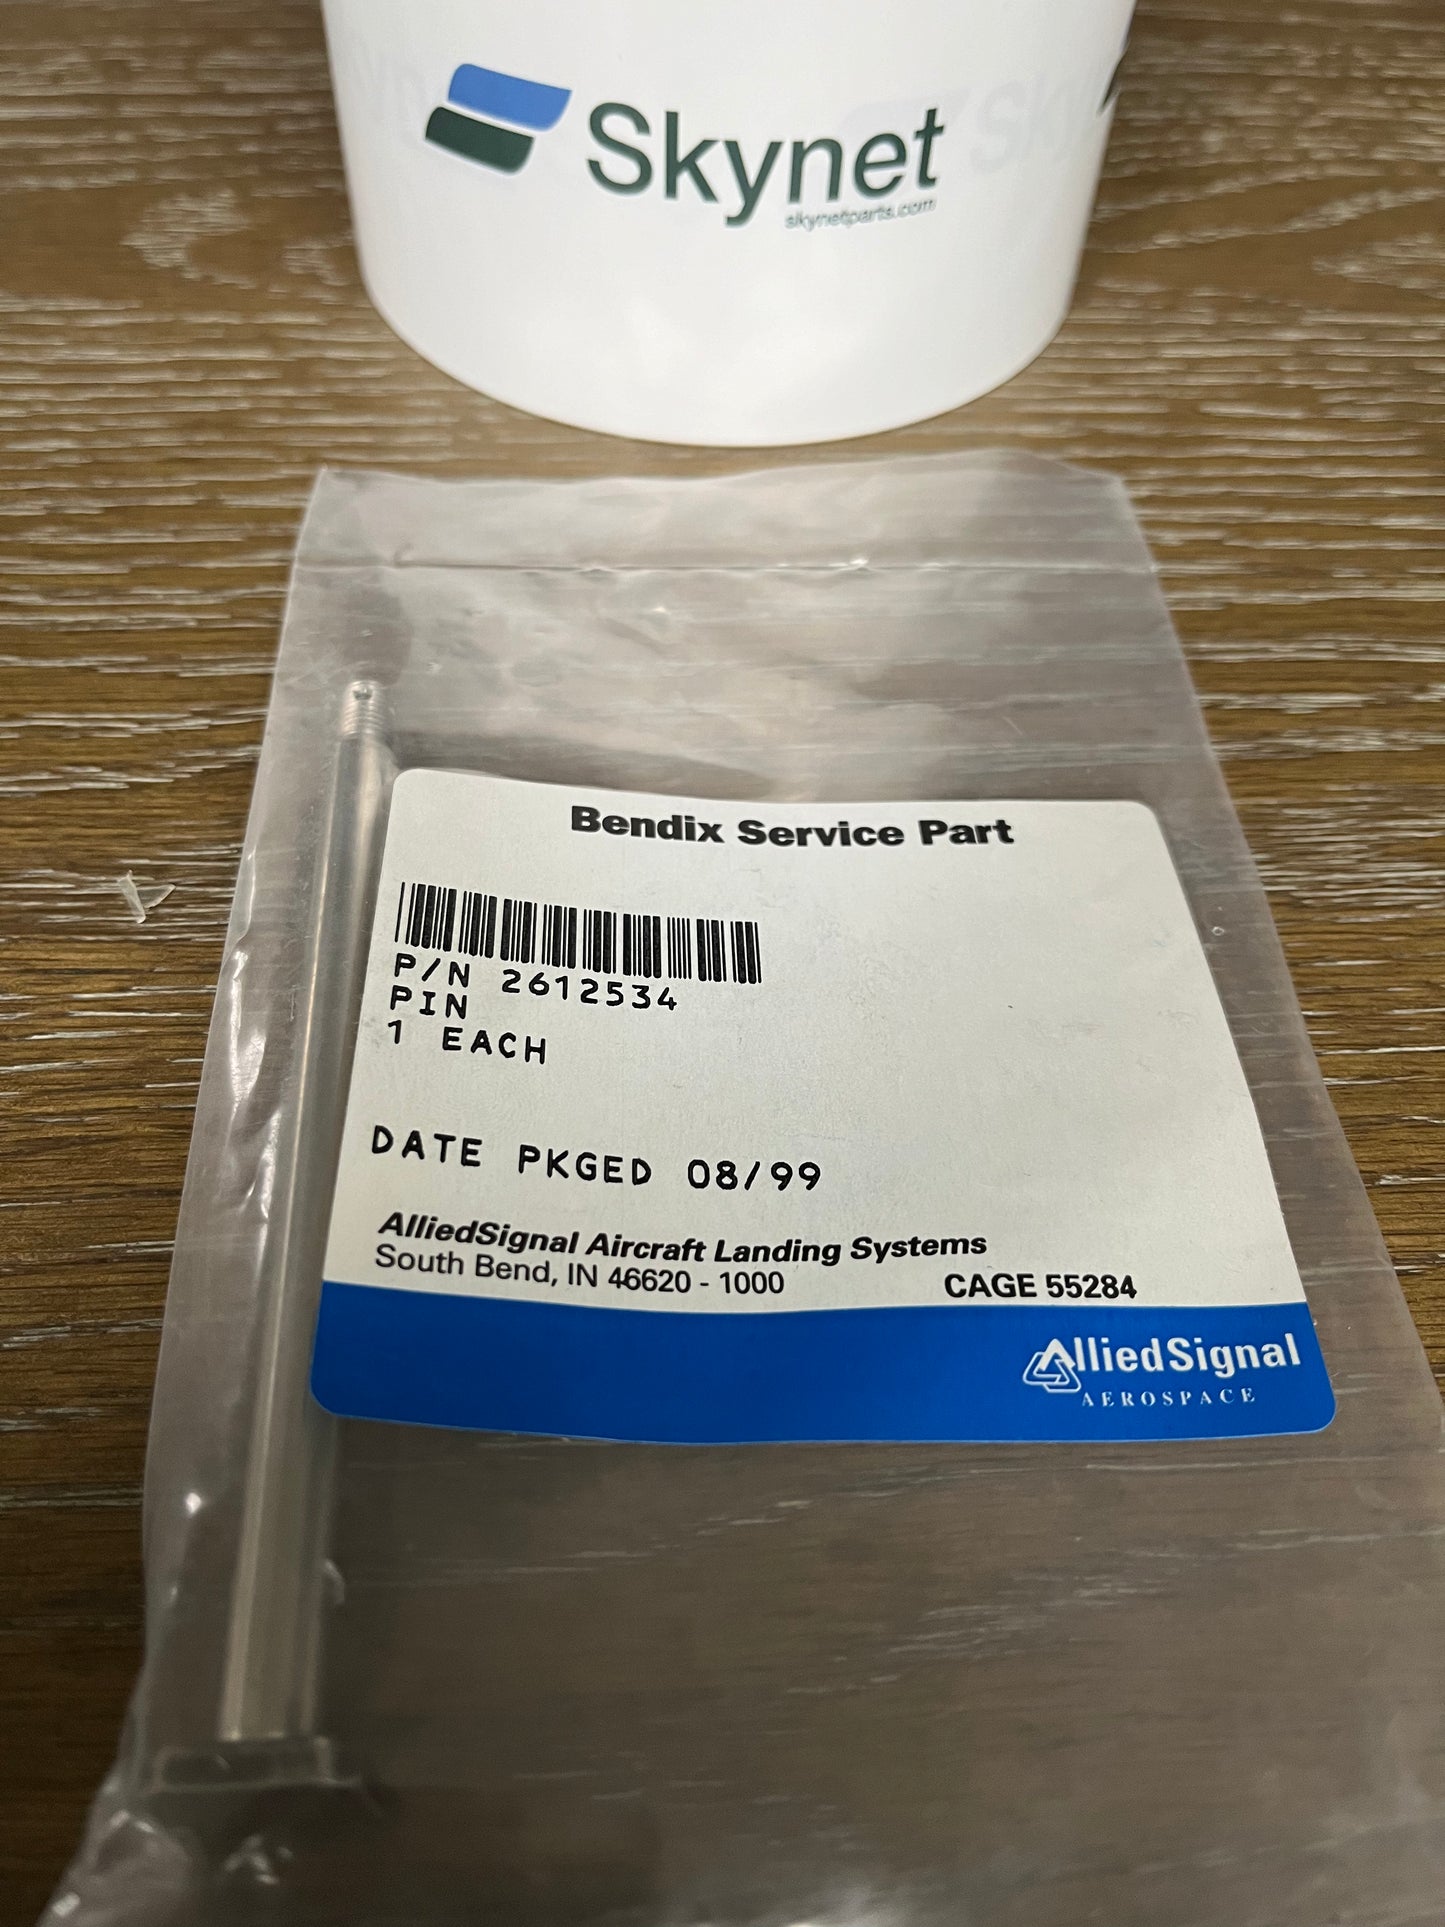 Skynet
skynetparts.com
Bendix Service Part
P/N 2612534
PIN
1 EACH
DATE PKGED 08/99
AlliedSignal Aircraft Landing Systems
South Bend, IN 46620 - 1000
CAGE 55284
AlliedSignal
AEROSPACE